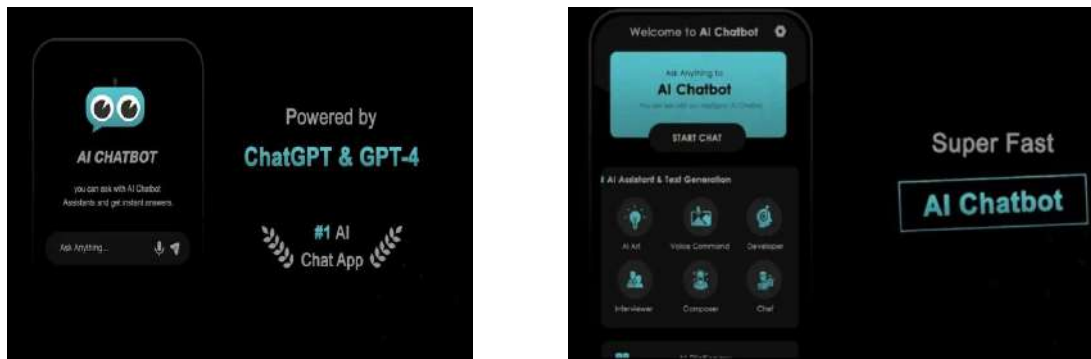 AI CHATBOT
you can ask with AI Chatbot
Assistants and get instant answers.
Ask Anything...
Powered by
ChatGPT & GPT-4
#1 AI
Chat App
Welcome to AI Chatbot
Ask Anything to
AI Chatbot
START CHAT
AI Assistant & Text Generation
AI Art
Voice Command
Developer
Interviewer
Composer
Chef
Super Fast
AI Chatbot